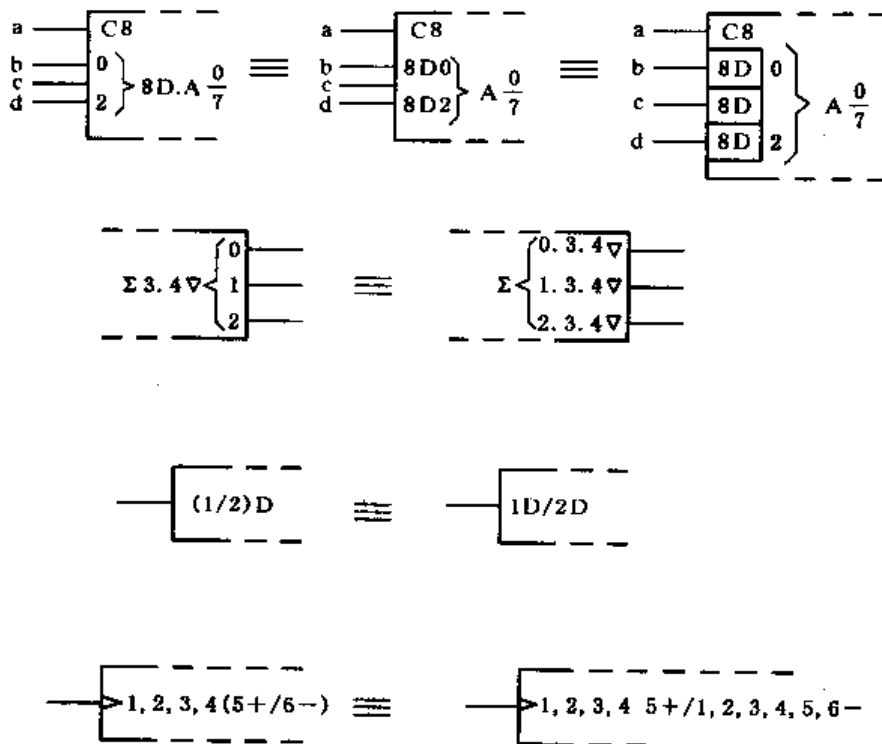 a C8 a C8 a C8
b 0 b 8D0 b 8D 0
c 8D.A 0/7 ≡ c A 0/7 ≡ c 8D A 0/7
d 2 d 8D2 d 8D 2
0 0.3.4▽
Σ3.4▽ 1 ≡ Σ 1.3.4▽
2 2.3.4▽
(1/2)D ≡ 1D/2D
1,2,3,4(5+/6−) ≡ 1,2,3,4 5+/1,2,3,4,5,6−